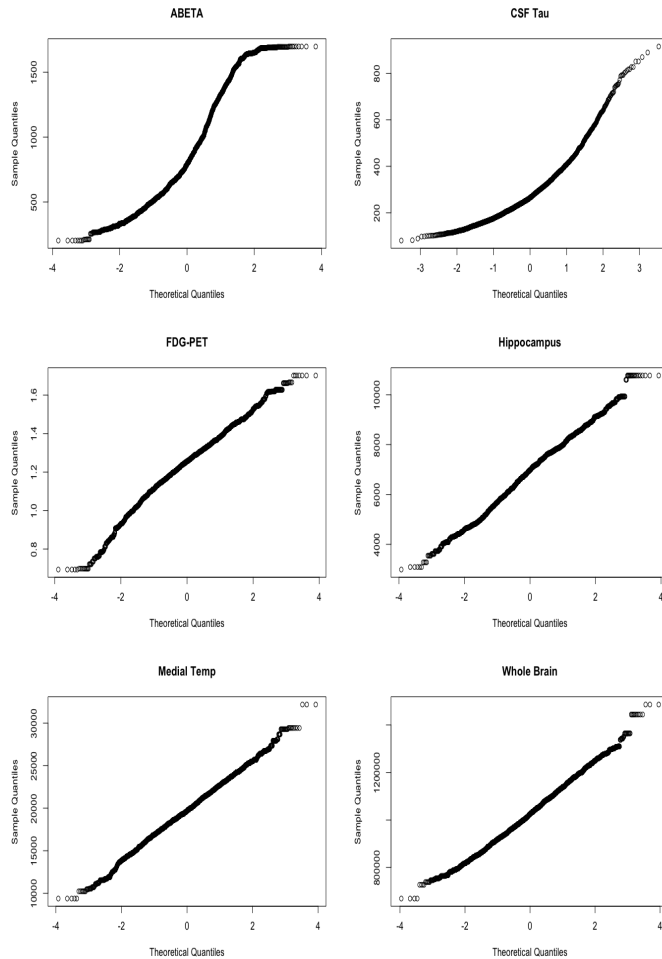 ABETA
Sample Quantiles
500 1000 1500
-4 -2 0 2 4
Theoretical Quantiles
CSF Tau
Sample Quantiles
200 400 600 800
-3 -2 -1 0 1 2 3
Theoretical Quantiles
FDG-PET
Sample Quantiles
0.8 1.0 1.2 1.4 1.6
-4 -2 0 2 4
Theoretical Quantiles
Hippocampus
Sample Quantiles
4000 6000 8000 10000
-4 -2 0 2 4
Theoretical Quantiles
Medial Temp
Sample Quantiles
10000 15000 20000 25000 30000
-4 -2 0 2 4
Theoretical Quantiles
Whole Brain
Sample Quantiles
800000 1200000
-4 -2 0 2 4
Theoretical Quantiles